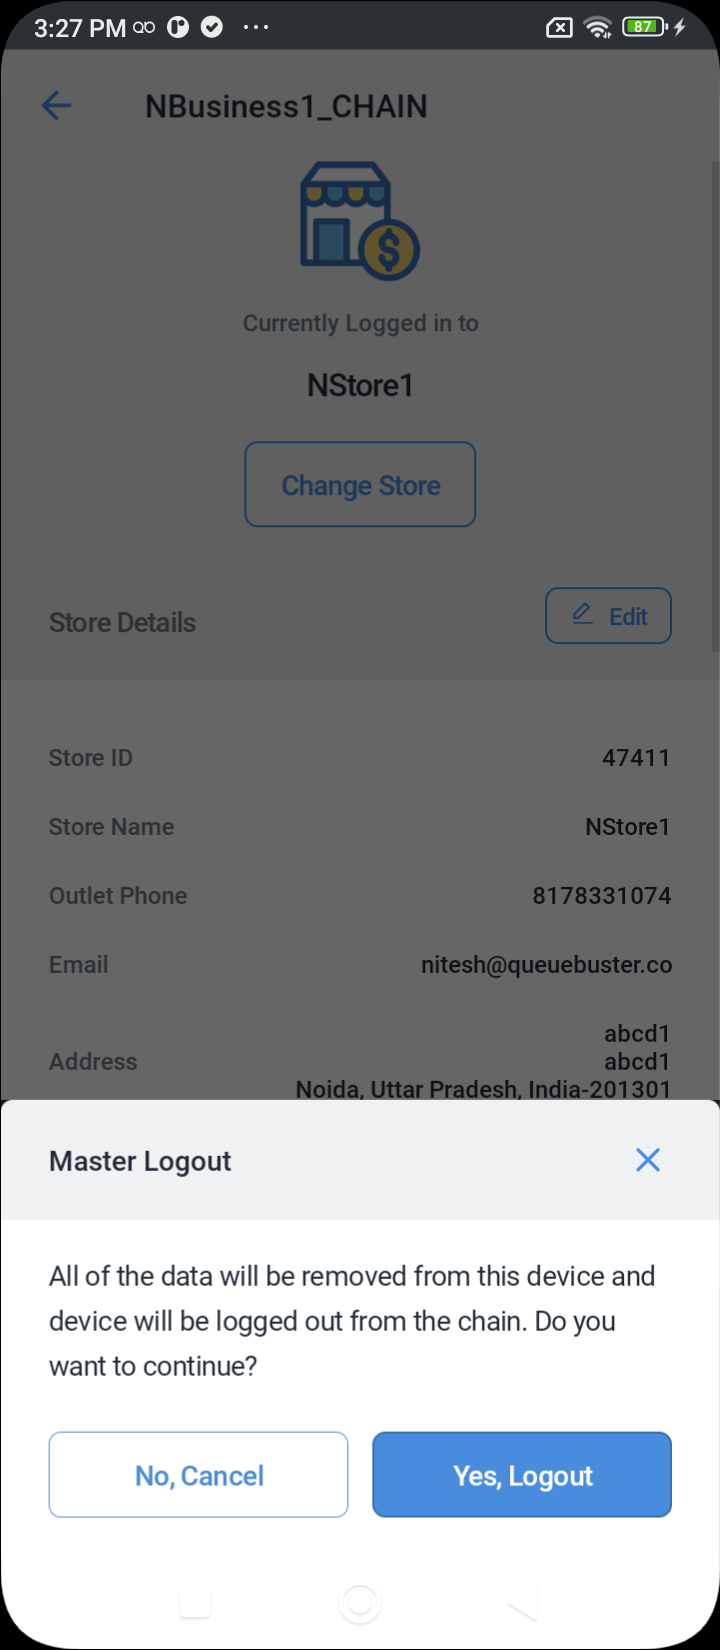 3:27 PM
87
NBusiness1_CHAIN
$
Currently Logged in to
NStore1
Change Store
Store Details
Edit
Store ID
47411
Store Name
NStore1
Outlet Phone
8178331074
Email
nitesh@queuebuster.co
abcd1
Address
abcd1
Noida, Uttar Pradesh, India-201301
Master Logout
All of the data will be removed from this device and
device will be logged out from the chain. Do you
want to continue?
No, Cancel
Yes, Logout